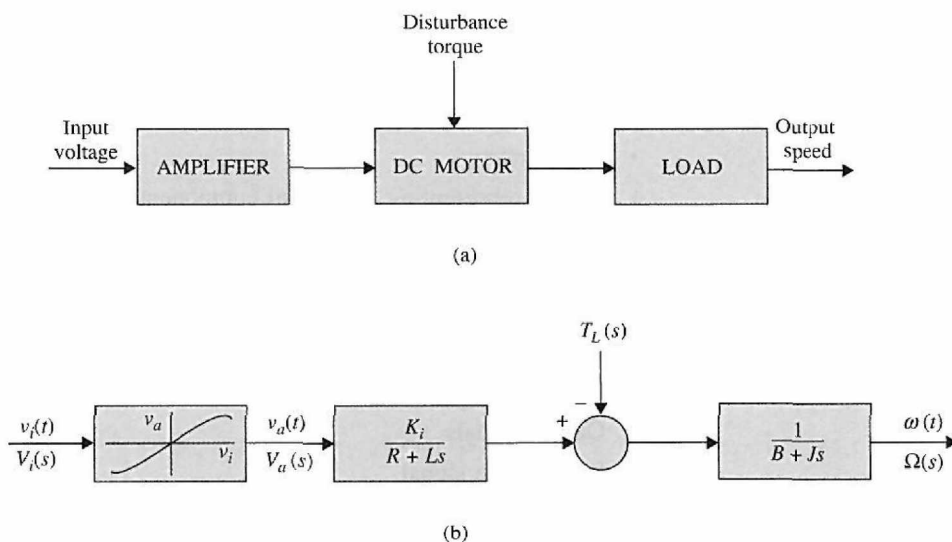 Disturbance
torque
Input
voltage
AMPLIFIER
DC MOTOR
LOAD
Output
speed
(a)
T_L(s)
v_i(t)
V_i(s)
v_a
v_i
v_a(t)
V_a(s)
K_i
R + Ls
+
−
1
B + Js
ω(t)
Ω(s)
(b)